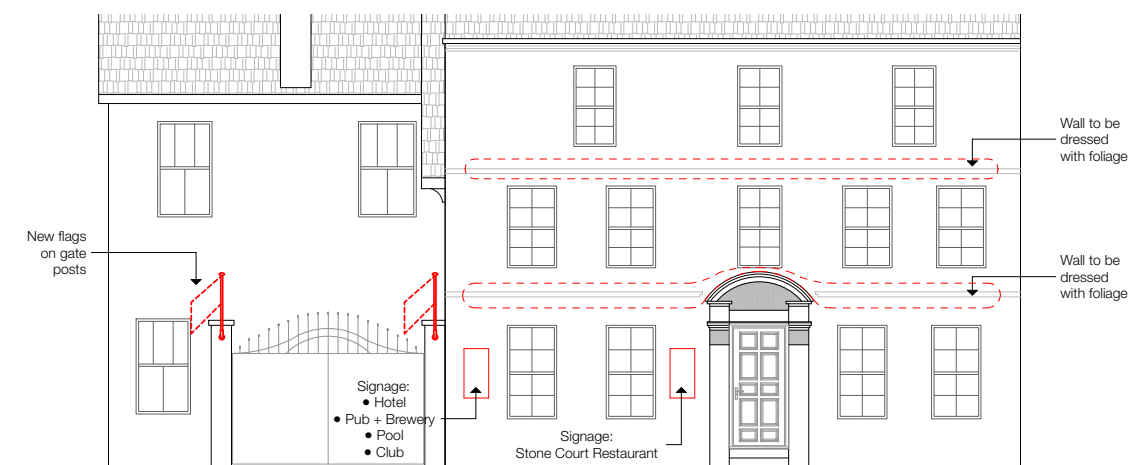 Wall to be
dressed
with foliage
New flags
on gate
posts
Wall to be
dressed
with foliage
Signage:
● Hotel
● Pub + Brewery
● Pool
● Club
Signage:
Stone Court Restaurant